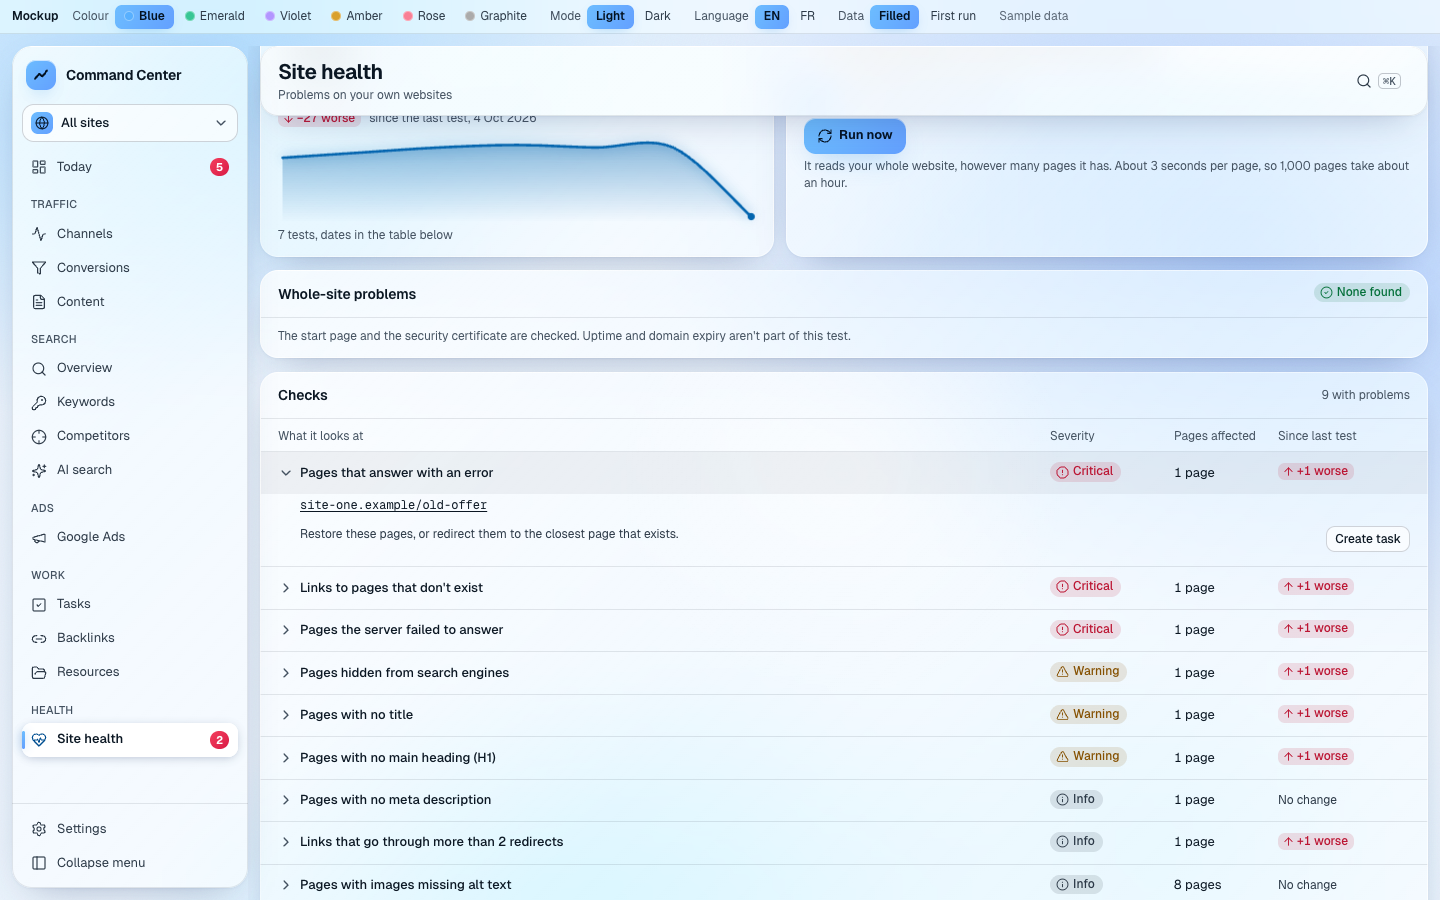 Mockup Colour Blue Emerald Violet Amber Rose Graphite Mode Light Dark Language EN FR Data Filled First run Sample data
Command Center
All sites
Today 5
TRAFFIC
Channels
Conversions
Content
SEARCH
Overview
Keywords
Competitors
AI search
ADS
Google Ads
WORK
Tasks
Backlinks
Resources
HEALTH
Site health 2
Settings
Collapse menu
Site health
Problems on your own websites
⌘K
−27 worse since the last test, 4 Oct 2026
7 tests, dates in the table below
Run now
It reads your whole website, however many pages it has. About 3 seconds per page, so 1,000 pages take about
an hour.
Whole-site problems None found
The start page and the security certificate are checked. Uptime and domain expiry aren't part of this test.
Checks 9 with problems
What it looks at Severity Pages affected Since last test
Pages that answer with an error Critical 1 page +1 worse
site-one.example/old-offer
Restore these pages, or redirect them to the closest page that exists. Create task
Links to pages that don't exist Critical 1 page +1 worse
Pages the server failed to answer Critical 1 page +1 worse
Pages hidden from search engines Warning 1 page +1 worse
Pages with no title Warning 1 page +1 worse
Pages with no main heading (H1) Warning 1 page +1 worse
Pages with no meta description Info 1 page No change
Links that go through more than 2 redirects Info 1 page +1 worse
Pages with images missing alt text Info 8 pages No change